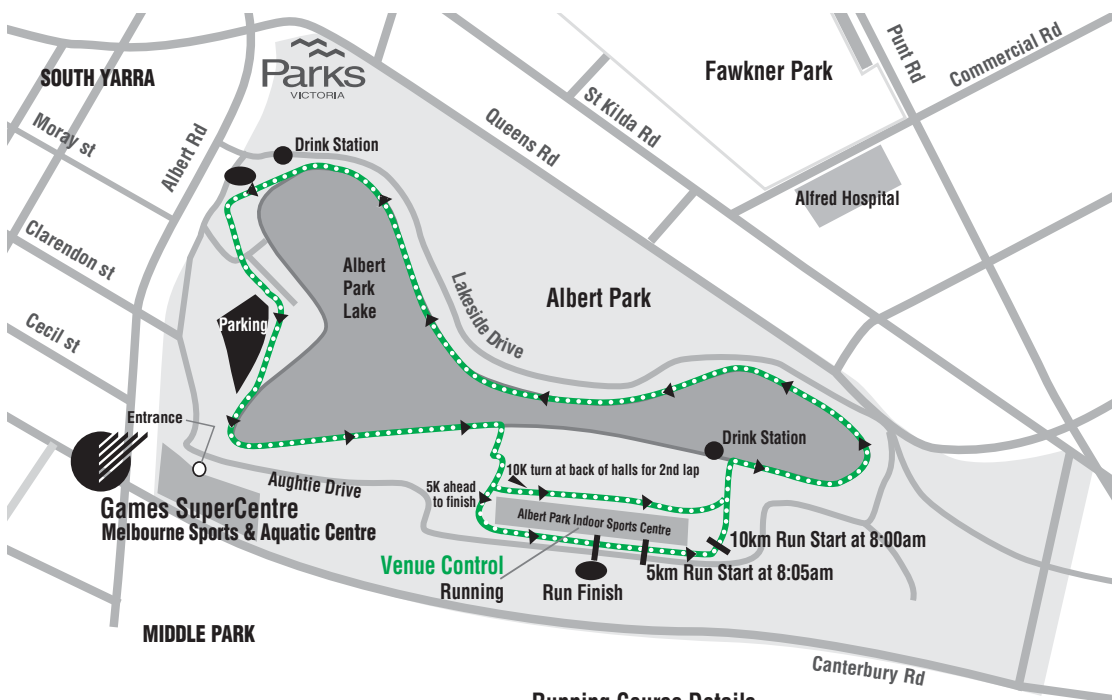 SOUTH YARRA
Parks
VICTORIA
Fawkner Park
Punt Rd
Commercial Rd
St Kilda Rd
Queens Rd
Moray st
Albert Rd
Drink Station
Alfred Hospital
Clarendon st
Albert
Park
Lake
Lakeside Drive
Albert Park
Cecil st
Parking
Entrance
Drink Station
10K turn at back of halls for 2nd lap
5K ahead
to finish
Aughtie Drive
Games SuperCentre
Melbourne Sports & Aquatic Centre
Albert Park Indoor Sports Centre
10km Run Start at 8:00am
Venue Control
5km Run Start at 8:05am
Running
Run Finish
MIDDLE PARK
Canterbury Rd
Running Course Details